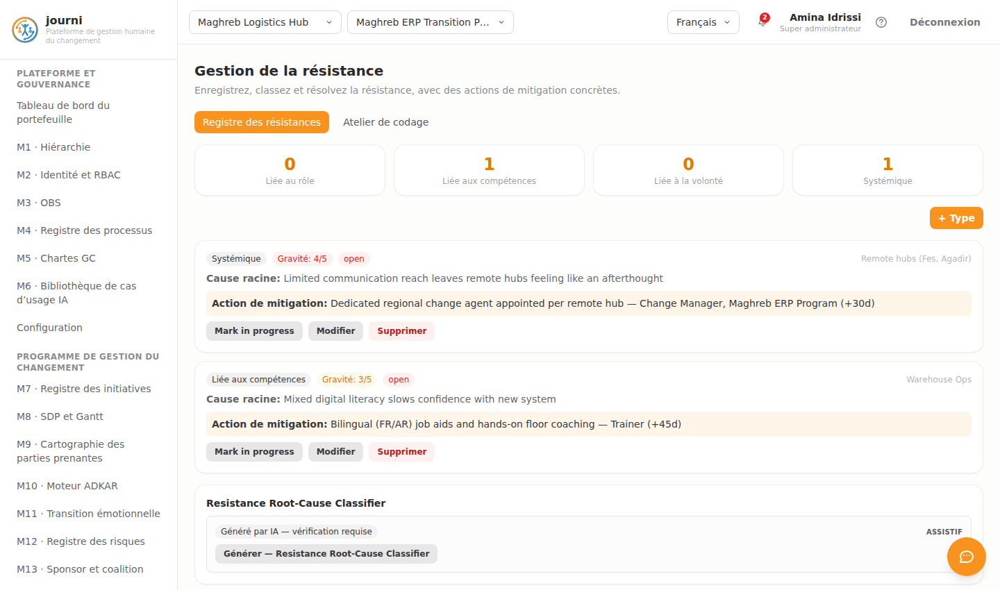 journi
Plateforme de gestion humaine
du changement
Maghreb Logistics Hub
Maghreb ERP Transition P...
Français
2
Amina Idrissi
Super administrateur
Déconnexion
PLATEFORME ET
GOUVERNANCE
Tableau de bord du
portefeuille
M1 · Hiérarchie
M2 · Identité et RBAC
M3 · OBS
M4 · Registre des processus
M5 · Chartes GC
M6 · Bibliothèque de cas
d’usage IA
Configuration
PROGRAMME DE GESTION DU
CHANGEMENT
M7 · Registre des initiatives
M8 · SDP et Gantt
M9 · Cartographie des
parties prenantes
M10 · Moteur ADKAR
M11 · Transition émotionnelle
M12 · Registre des risques
M13 · Sponsor et coalition
Gestion de la résistance
Enregistrez, classez et résolvez la résistance, avec des actions de mitigation concrètes.
Registre des résistances
Atelier de codage
0
Liée au rôle
1
Liée aux compétences
0
Liée à la volonté
1
Systémique
+ Type
Systémique
Gravité: 4/5
open
Remote hubs (Fes, Agadir)
Cause racine: Limited communication reach leaves remote hubs feeling like an afterthought
Action de mitigation: Dedicated regional change agent appointed per remote hub — Change Manager, Maghreb ERP Program (+30d)
Mark in progress
Modifier
Supprimer
Liée aux compétences
Gravité: 3/5
open
Warehouse Ops
Cause racine: Mixed digital literacy slows confidence with new system
Action de mitigation: Bilingual (FR/AR) job aids and hands-on floor coaching — Trainer (+45d)
Mark in progress
Modifier
Supprimer
Resistance Root-Cause Classifier
Généré par IA — vérification requise
ASSISTIF
Générer — Resistance Root-Cause Classifier